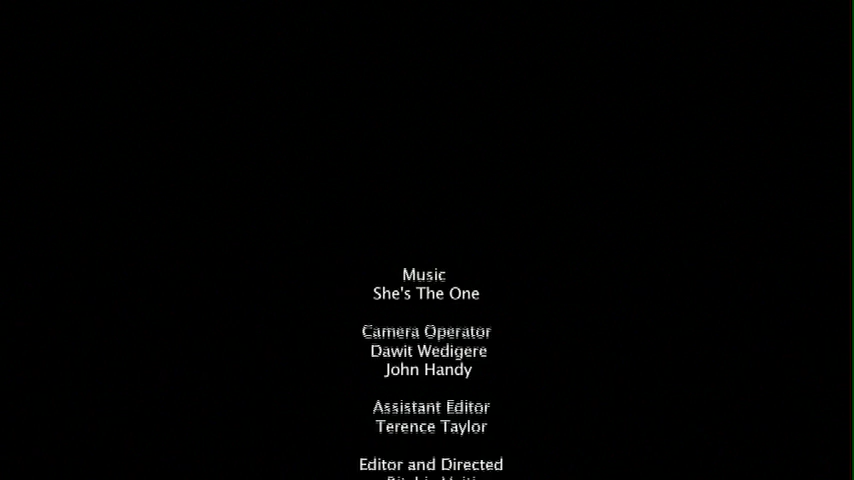 Music
She's The One
Camera Operator
Dawit Wedigere
John Handy
Assistant Editor
Terence Taylor
Editor and Directed